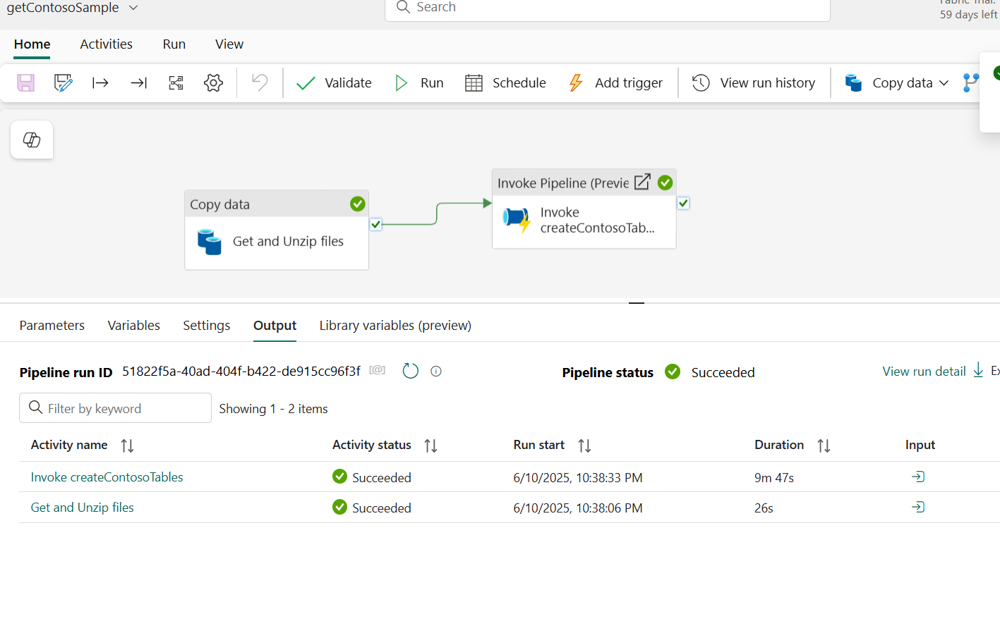 getContosoSample
Search
Fabric Trial:
59 days left
Home Activities Run View
Validate Run Schedule Add trigger View run history Copy data
Copy data
Get and Unzip files
Invoke Pipeline (Previe
Invoke
createContosoTab...
Parameters Variables Settings Output Library variables (preview)
Pipeline run ID 51822f5a-40ad-404f-b422-de915cc96f3f [@] Pipeline status Succeeded View run detail Ex
Filter by keyword Showing 1 - 2 items
Activity name Activity status Run start Duration Input
Invoke createContosoTables Succeeded 6/10/2025, 10:38:33 PM 9m 47s
Get and Unzip files Succeeded 6/10/2025, 10:38:06 PM 26s